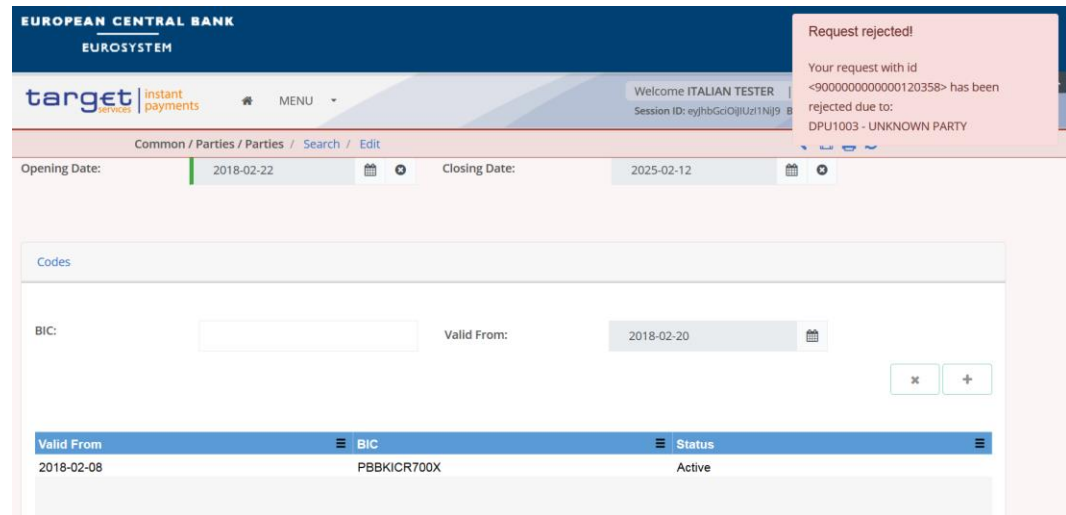 EUROPEAN CENTRAL BANK
EUROSYSTEM
Request rejected!
Your request with id
<9000000000000120358> has been
rejected due to:
DPU1003 - UNKNOWN PARTY
target services | instant payments
MENU
Welcome ITALIAN TESTER |
Session ID:
Common / Parties / Parties / Search / Edit
Opening Date: 2018-02-22 Closing Date: 2025-02-12
Codes
BIC: Valid From: 2018-02-20
Valid From BIC Status
2018-02-08 PBBKICR700X Active